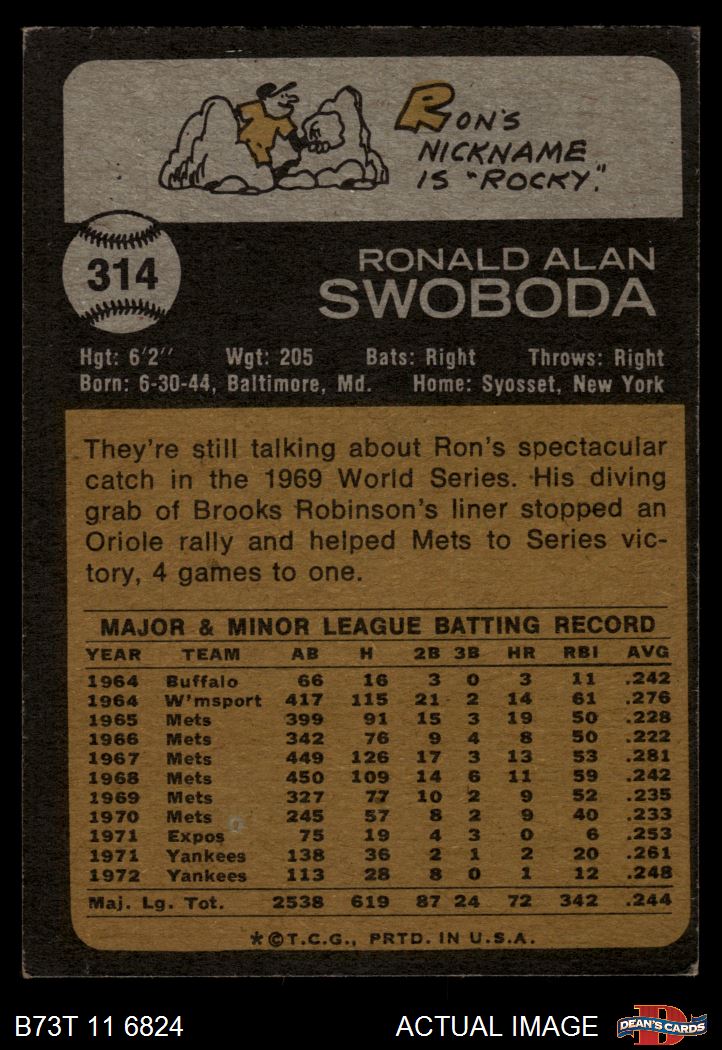 RON'S
NICKNAME
IS "ROCKY."
314
RONALD ALAN
SWOBODA
Hgt: 6'2" Wgt: 205 Bats: Right Throws: Right
Born: 6-30-44, Baltimore, Md. Home: Syosset, New York
They're still talking about Ron's spectacular
catch in the 1969 World Series. His diving
grab of Brooks Robinson's liner stopped an
Oriole rally and helped Mets to Series vic-
tory, 4 games to one.
MAJOR & MINOR LEAGUE BATTING RECORD
YEAR TEAM AB H 2B 3B HR RBI AVG
1964 Buffalo 66 16 3 0 3 11 .242
1964 W'msport 417 115 21 2 14 61 .276
1965 Mets 399 91 15 3 19 50 .228
1966 Mets 342 76 9 4 8 50 .222
1967 Mets 449 126 17 3 13 53 .281
1968 Mets 450 109 14 6 11 59 .242
1969 Mets 327 77 10 2 9 52 .235
1970 Mets 245 57 8 2 9 40 .233
1971 Expos 75 19 4 3 0 6 .253
1971 Yankees 138 36 2 1 2 20 .261
1972 Yankees 113 28 8 0 1 12 .248
Maj. Lg. Tot. 2538 619 87 24 72 342 .244
*©T.C.G., PRTD. IN U.S.A.
B73T 11 6824 ACTUAL IMAGE
D
DEAN'S CARDS